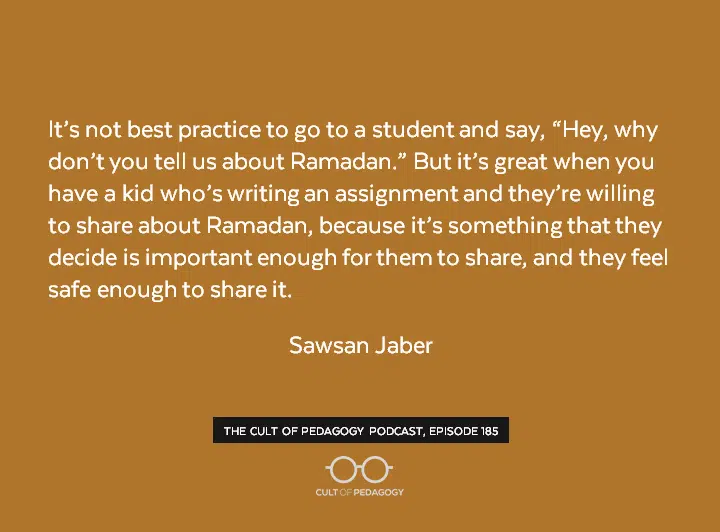 It's not best practice to go to a student and say, “Hey, why
don't you tell us about Ramadan.” But it's great when you
have a kid who's writing an assignment and they're willing
to share about Ramadan, because it's something that they
decide is important enough for them to share, and they feel
safe enough to share it.
Sawsan Jaber
THE CULT OF PEDAGOGY PODCAST, EPISODE 185
CULT OF PEDAGOGY